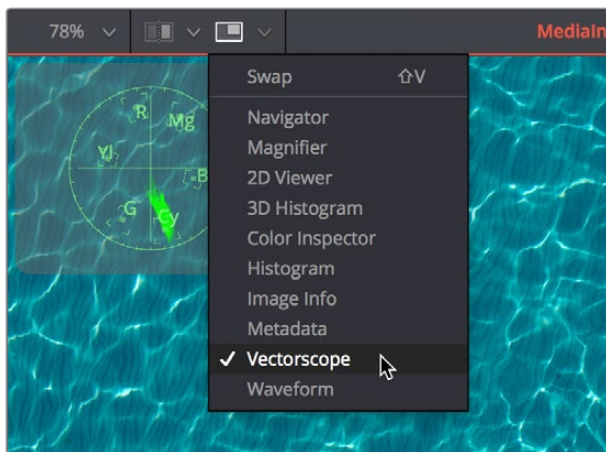 78%
MediaIn
Swap ⇧V
Navigator
Magnifier
2D Viewer
3D Histogram
Color Inspector
Histogram
Image Info
Metadata
✓ Vectorscope
Waveform
R
Mg
Yl
B
G
Cy